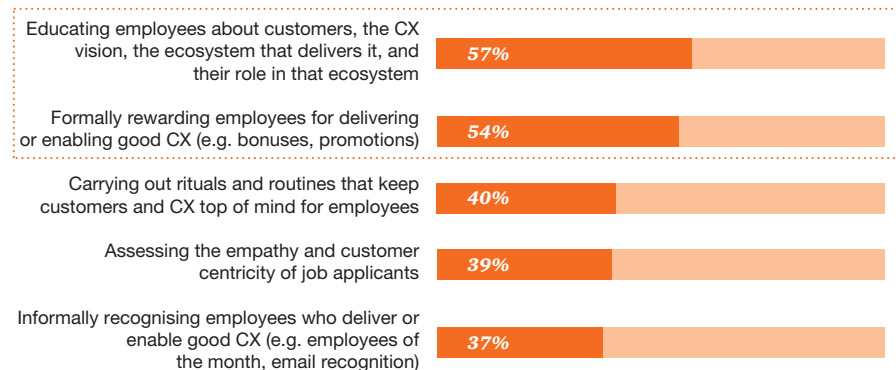 Educating employees about customers, the CX
vision, the ecosystem that delivers it, and
their role in that ecosystem
57%
Formally rewarding employees for delivering
or enabling good CX (e.g. bonuses, promotions)
54%
Carrying out rituals and routines that keep
customers and CX top of mind for employees
40%
Assessing the empathy and customer
centricity of job applicants
39%
Informally recognising employees who deliver or
enable good CX (e.g. employees of
the month, email recognition)
37%